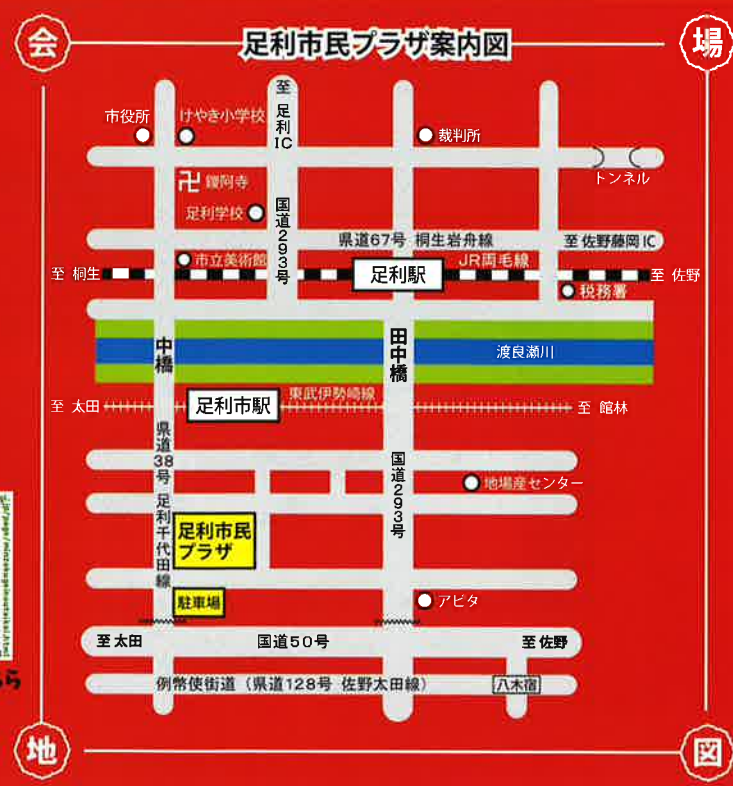 会
足利市民プラザ案内図
場
市役所
けやき小学校
至
足利IC
裁判所
トンネル
卍 鑁阿寺
足利学校
国道293号
県道67号 桐生岩舟線
至 佐野藤岡IC
市立美術館
JR両毛線
至 桐生
足利駅
至 佐野
税務署
中橋
田中橋
渡良瀬川
東武伊勢崎線
至 太田
足利市駅
至 館林
県道38号 足利千代田線
国道293号
地場産センター
足利市民
プラザ
駐車場
アピタ
至 太田
国道50号
至 佐野
例幣使街道（県道128号 佐野太田線）
八木宿
ら
地
図